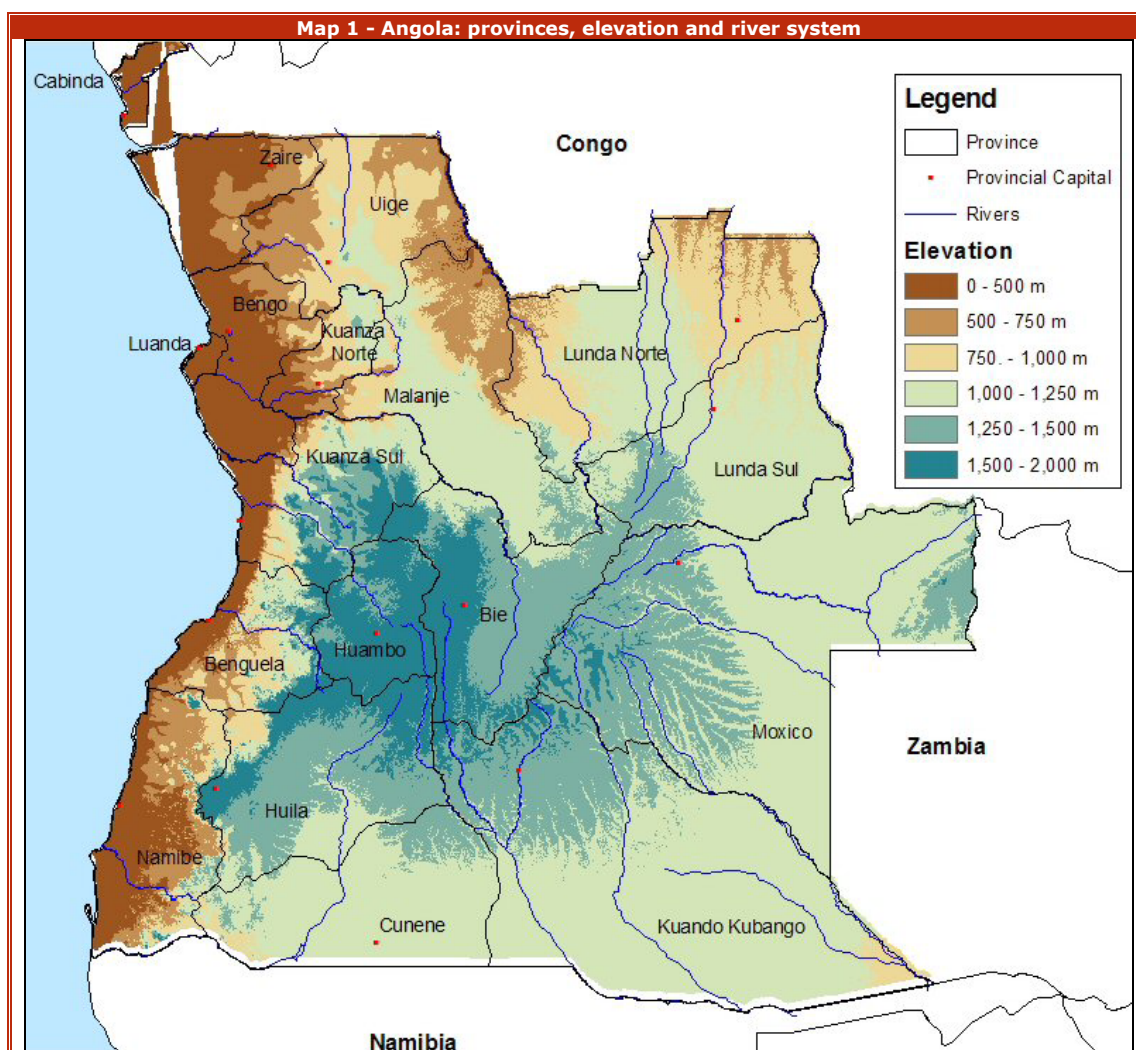 Map 1 - Angola: provinces, elevation and river system
Cabinda
Legend
Province
Provincial Capital
Rivers
Elevation
0 - 500 m
500 - 750 m
750. - 1,000 m
1,000 - 1,250 m
1,250 - 1,500 m
1,500 - 2,000 m
Congo
Zaire
Uige
Bengo
Luanda
Kuanza
Norte
Lunda Norte
Malanje
Kuanza Sul
Lunda Sul
Bie
Huambo
Benguela
Moxico
Zambia
Huila
Namibe
Cunene
Kuando Kubango
Namibia